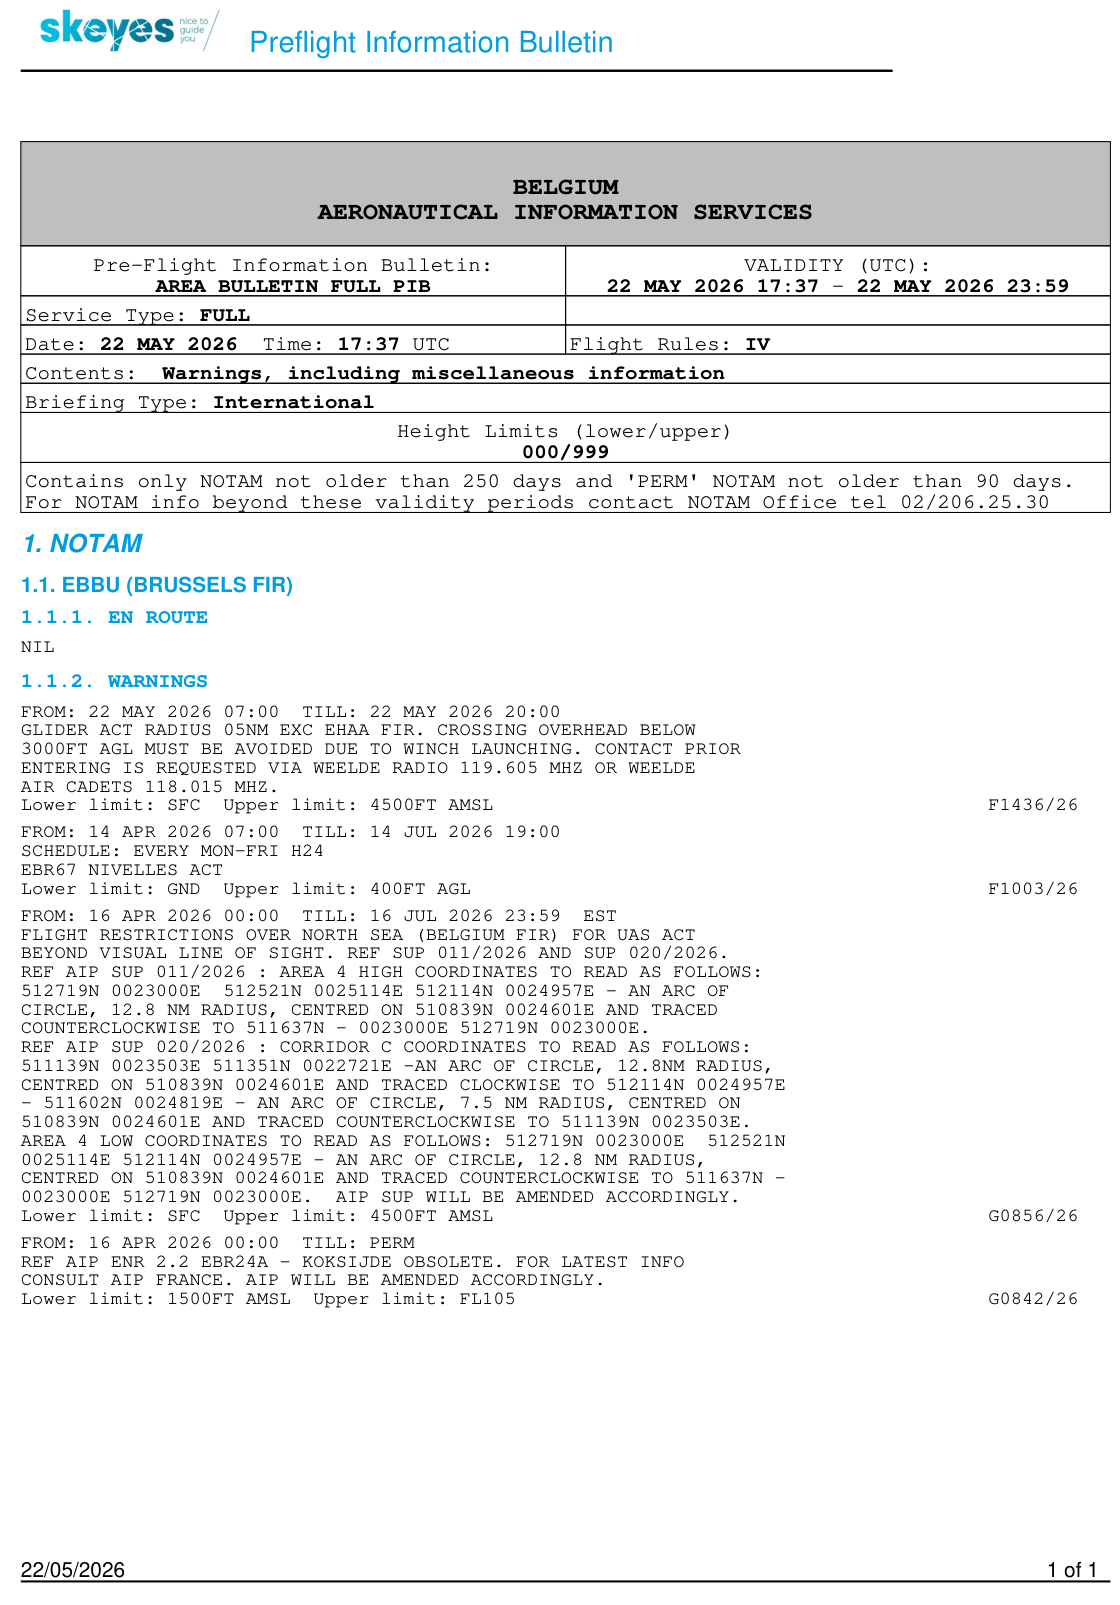 skeyes nice to guide you
Preflight Information Bulletin
BELGIUM
AERONAUTICAL INFORMATION SERVICES
Pre-Flight Information Bulletin:
AREA BULLETIN FULL PIB
VALIDITY (UTC):
22 MAY 2026 17:37 - 22 MAY 2026 23:59
Service Type: FULL
Date: 22 MAY 2026 Time: 17:37 UTC
Flight Rules: IV
Contents: Warnings, including miscellaneous information
Briefing Type: International
Height Limits (lower/upper)
000/999
Contains only NOTAM not older than 250 days and 'PERM' NOTAM not older than 90 days.
For NOTAM info beyond these validity periods contact NOTAM Office tel 02/206.25.30
1. NOTAM
1.1. EBBU (BRUSSELS FIR)
1.1.1. EN ROUTE
NIL
1.1.2. WARNINGS
FROM: 22 MAY 2026 07:00 TILL: 22 MAY 2026 20:00
GLIDER ACT RADIUS 05NM EXC EHAA FIR. CROSSING OVERHEAD BELOW
3000FT AGL MUST BE AVOIDED DUE TO WINCH LAUNCHING. CONTACT PRIOR
ENTERING IS REQUESTED VIA WEELDE RADIO 119.605 MHZ OR WEELDE
AIR CADETS 118.015 MHZ.
Lower limit: SFC Upper limit: 4500FT AMSL F1436/26
FROM: 14 APR 2026 07:00 TILL: 14 JUL 2026 19:00
SCHEDULE: EVERY MON-FRI H24
EBR67 NIVELLES ACT
Lower limit: GND Upper limit: 400FT AGL F1003/26
FROM: 16 APR 2026 00:00 TILL: 16 JUL 2026 23:59 EST
FLIGHT RESTRICTIONS OVER NORTH SEA (BELGIUM FIR) FOR UAS ACT
BEYOND VISUAL LINE OF SIGHT. REF SUP 011/2026 AND SUP 020/2026.
REF AIP SUP 011/2026 : AREA 4 HIGH COORDINATES TO READ AS FOLLOWS:
512719N 0023000E 512521N 0025114E 512114N 0024957E - AN ARC OF
CIRCLE, 12.8 NM RADIUS, CENTRED ON 510839N 0024601E AND TRACED
COUNTERCLOCKWISE TO 511637N - 0023000E 512719N 0023000E.
REF AIP SUP 020/2026 : CORRIDOR C COORDINATES TO READ AS FOLLOWS:
511139N 0023503E 511351N 0022721E -AN ARC OF CIRCLE, 12.8NM RADIUS,
CENTRED ON 510839N 0024601E AND TRACED CLOCKWISE TO 512114N 0024957E
- 511602N 0024819E - AN ARC OF CIRCLE, 7.5 NM RADIUS, CENTRED ON
510839N 0024601E AND TRACED COUNTERCLOCKWISE TO 511139N 0023503E.
AREA 4 LOW COORDINATES TO READ AS FOLLOWS: 512719N 0023000E 512521N
0025114E 512114N 0024957E - AN ARC OF CIRCLE, 12.8 NM RADIUS,
CENTRED ON 510839N 0024601E AND TRACED COUNTERCLOCKWISE TO 511637N -
0023000E 512719N 0023000E. AIP SUP WILL BE AMENDED ACCORDINGLY.
Lower limit: SFC Upper limit: 4500FT AMSL G0856/26
FROM: 16 APR 2026 00:00 TILL: PERM
REF AIP ENR 2.2 EBR24A - KOKSIJDE OBSOLETE. FOR LATEST INFO
CONSULT AIP FRANCE. AIP WILL BE AMENDED ACCORDINGLY.
Lower limit: 1500FT AMSL Upper limit: FL105 G0842/26
22/05/2026 1 of 1